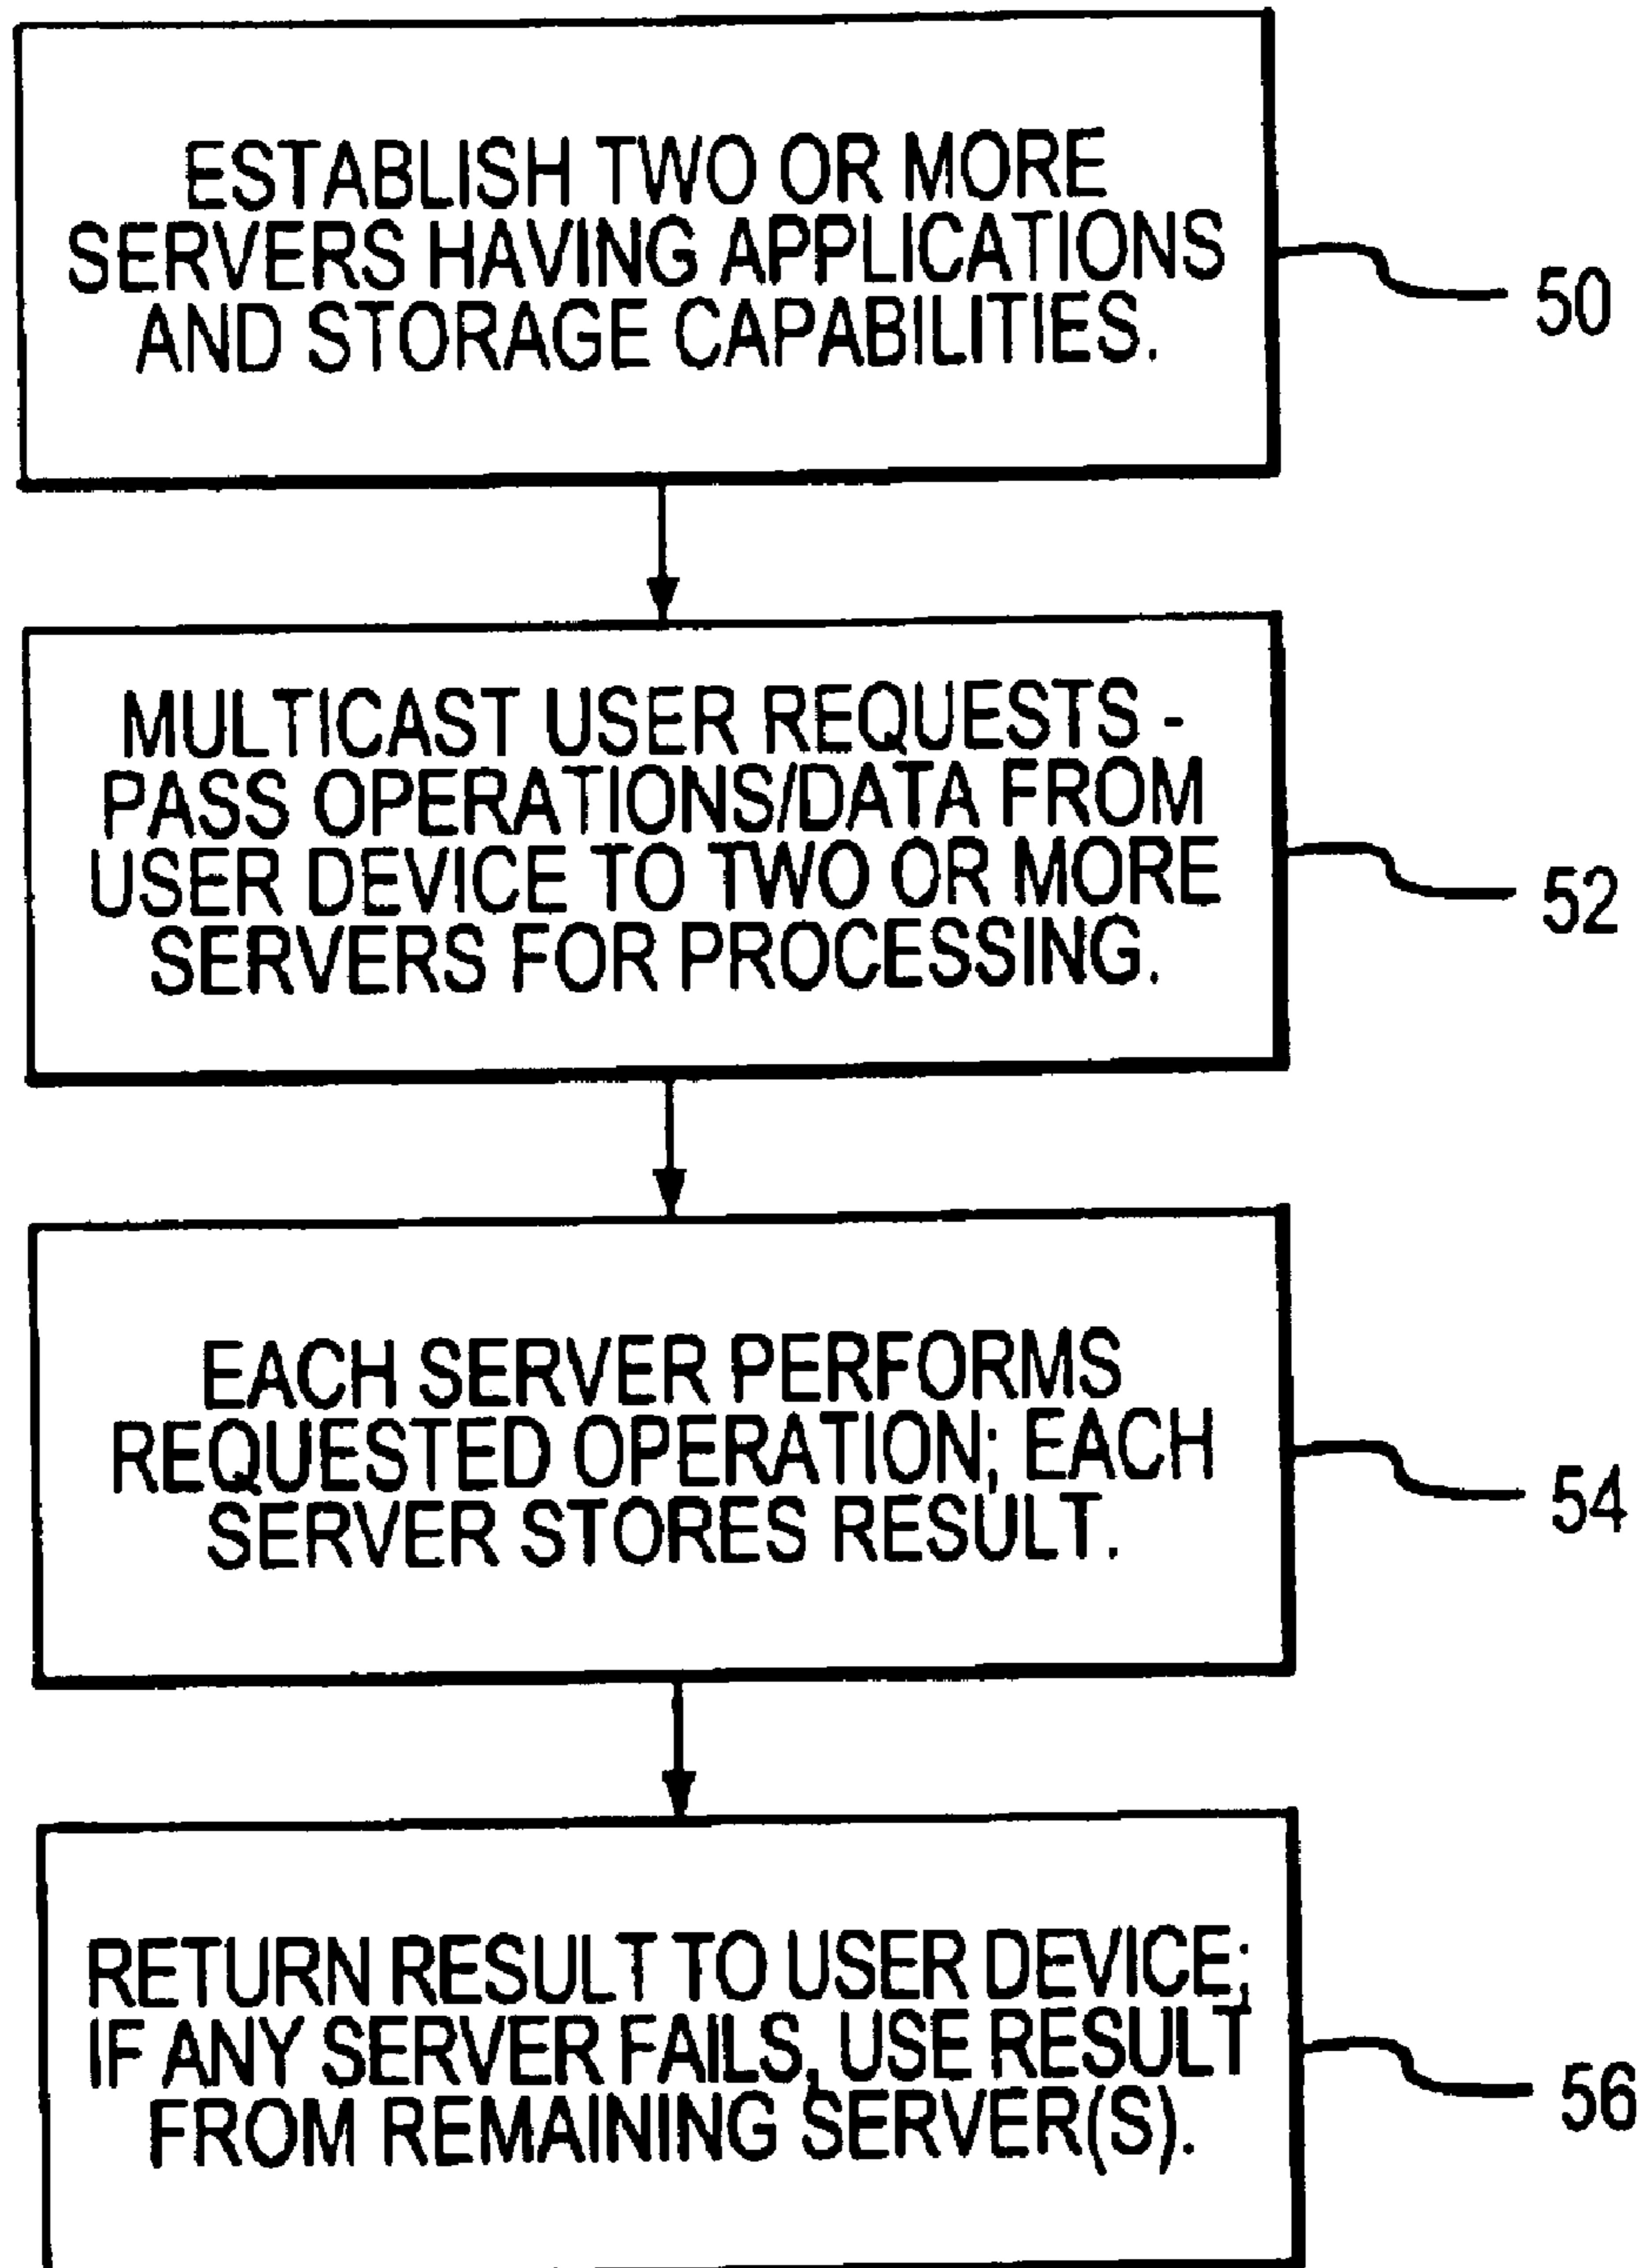 ESTABLISH TWO OR MORE
SERVERS HAVING APPLICATIONS
AND STORAGE CAPABILITIES.
50
MULTICAST USER REQUESTS -
PASS OPERATIONS/DATA FROM
USER DEVICE TO TWO OR MORE
SERVERS FOR PROCESSING.
52
EACH SERVER PERFORMS
REQUESTED OPERATION; EACH
SERVER STORES RESULT.
54
RETURN RESULT TO USER DEVICE;
IF ANY SERVER FAILS, USE RESULT
FROM REMAINING SERVER(S).
56